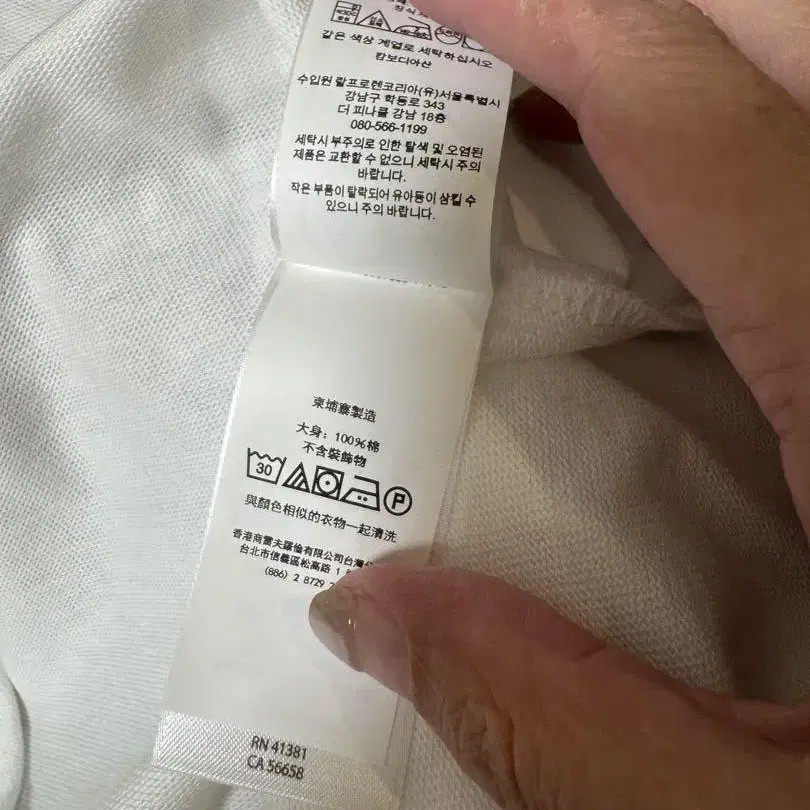 같은 색상 계열로 세탁하십시오
캄보디아산
수입원 랄프로렌코리아(유)서울특별시
강남구 학동로 343
더 피나클 강남 18층
080-566-1199
세탁시 부주의로 인한 탈색 및 오염된
제품은 교환할 수 없으니 세탁시 주의
바랍니다.
작은 부품이 탈락되어 유아등이 삼킬 수
있으니 주의 바랍니다.
柬埔寨製造
大身: 100%棉
不含裝飾物
30
P
與顏色相似的衣物一起清洗
香港商雷夫羅倫有限公司台灣
台北市信義區松高路 1
(886) 2 8729
RN 41381
CA 56658